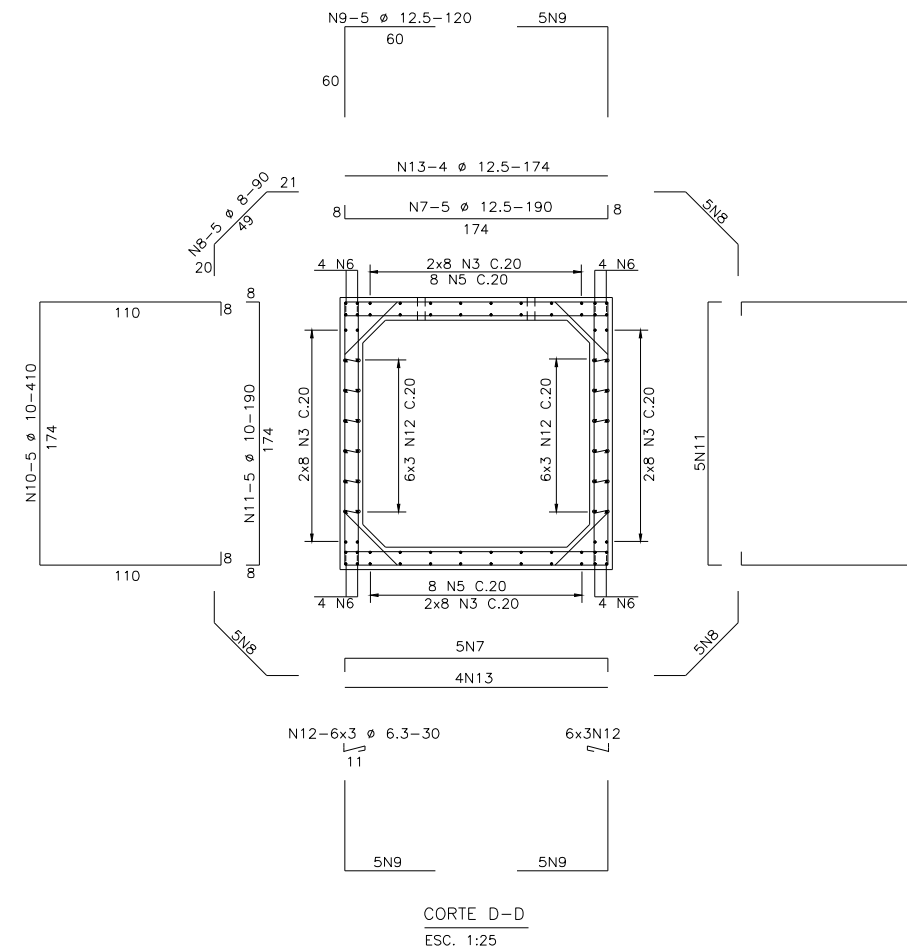 N9-5 ø 12.5-120
5N9
60
60
N13-4 ø 12.5-174
21
N8-5 ø 8-90
49
20
8
N7-5 ø 12.5-190
8
174
5N8
4 N6
2x8 N3 C.20
4 N6
8 N5 C.20
110
8
8
N10-5 ø 10-410
174
N11-5 ø 10-190
174
2x8 N3 C.20
6x3 N12 C.20
6x3 N12 C.20
2x8 N3 C.20
5N11
8
110
8
8 N5 C.20
4 N6
2x8 N3 C.20
4 N6
5N8
5N7
5N8
4N13
N12-6x3 ø 6.3-30
6x3N12
11
5N9
5N9
CORTE D-D
ESC. 1:25